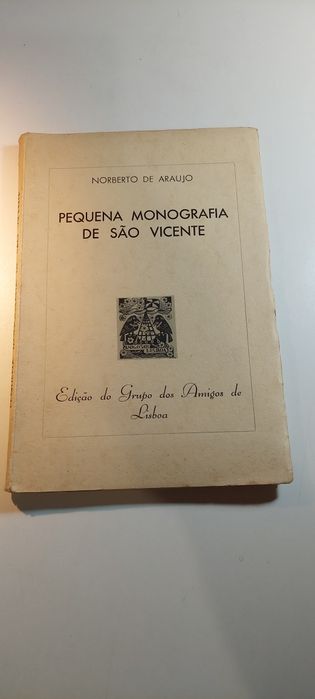 NORBERTO DE ARAUJO
PEQUENA MONOGRAFIA
DE SÃO VICENTE
Edição do Grupo dos Amigos de
Lisboa